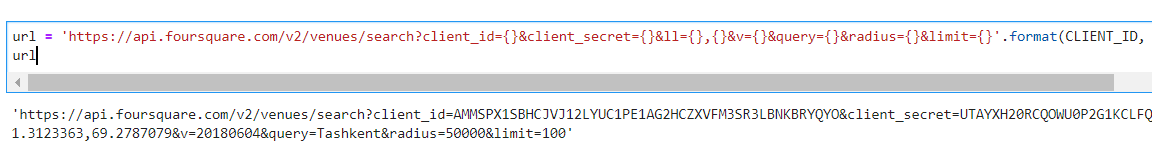 url = 'https://api.foursquare.com/v2/venues/search?client_id={}&client_secret={}&ll={},{}&v={}&query={}&radius={}&limit={}'.format(CLIENT_ID,
url
'https://api.foursquare.com/v2/venues/search?client_id=AMMSPX1SBHCJVJ12LYUC1PE1AG2HCZXVFM3SR3LBNKBRYQYO&client_secret=UTAYXH20RCQOWU0P2G1KCLFQ
1.3123363,69.2787079&v=20180604&query=Tashkent&radius=50000&limit=100'